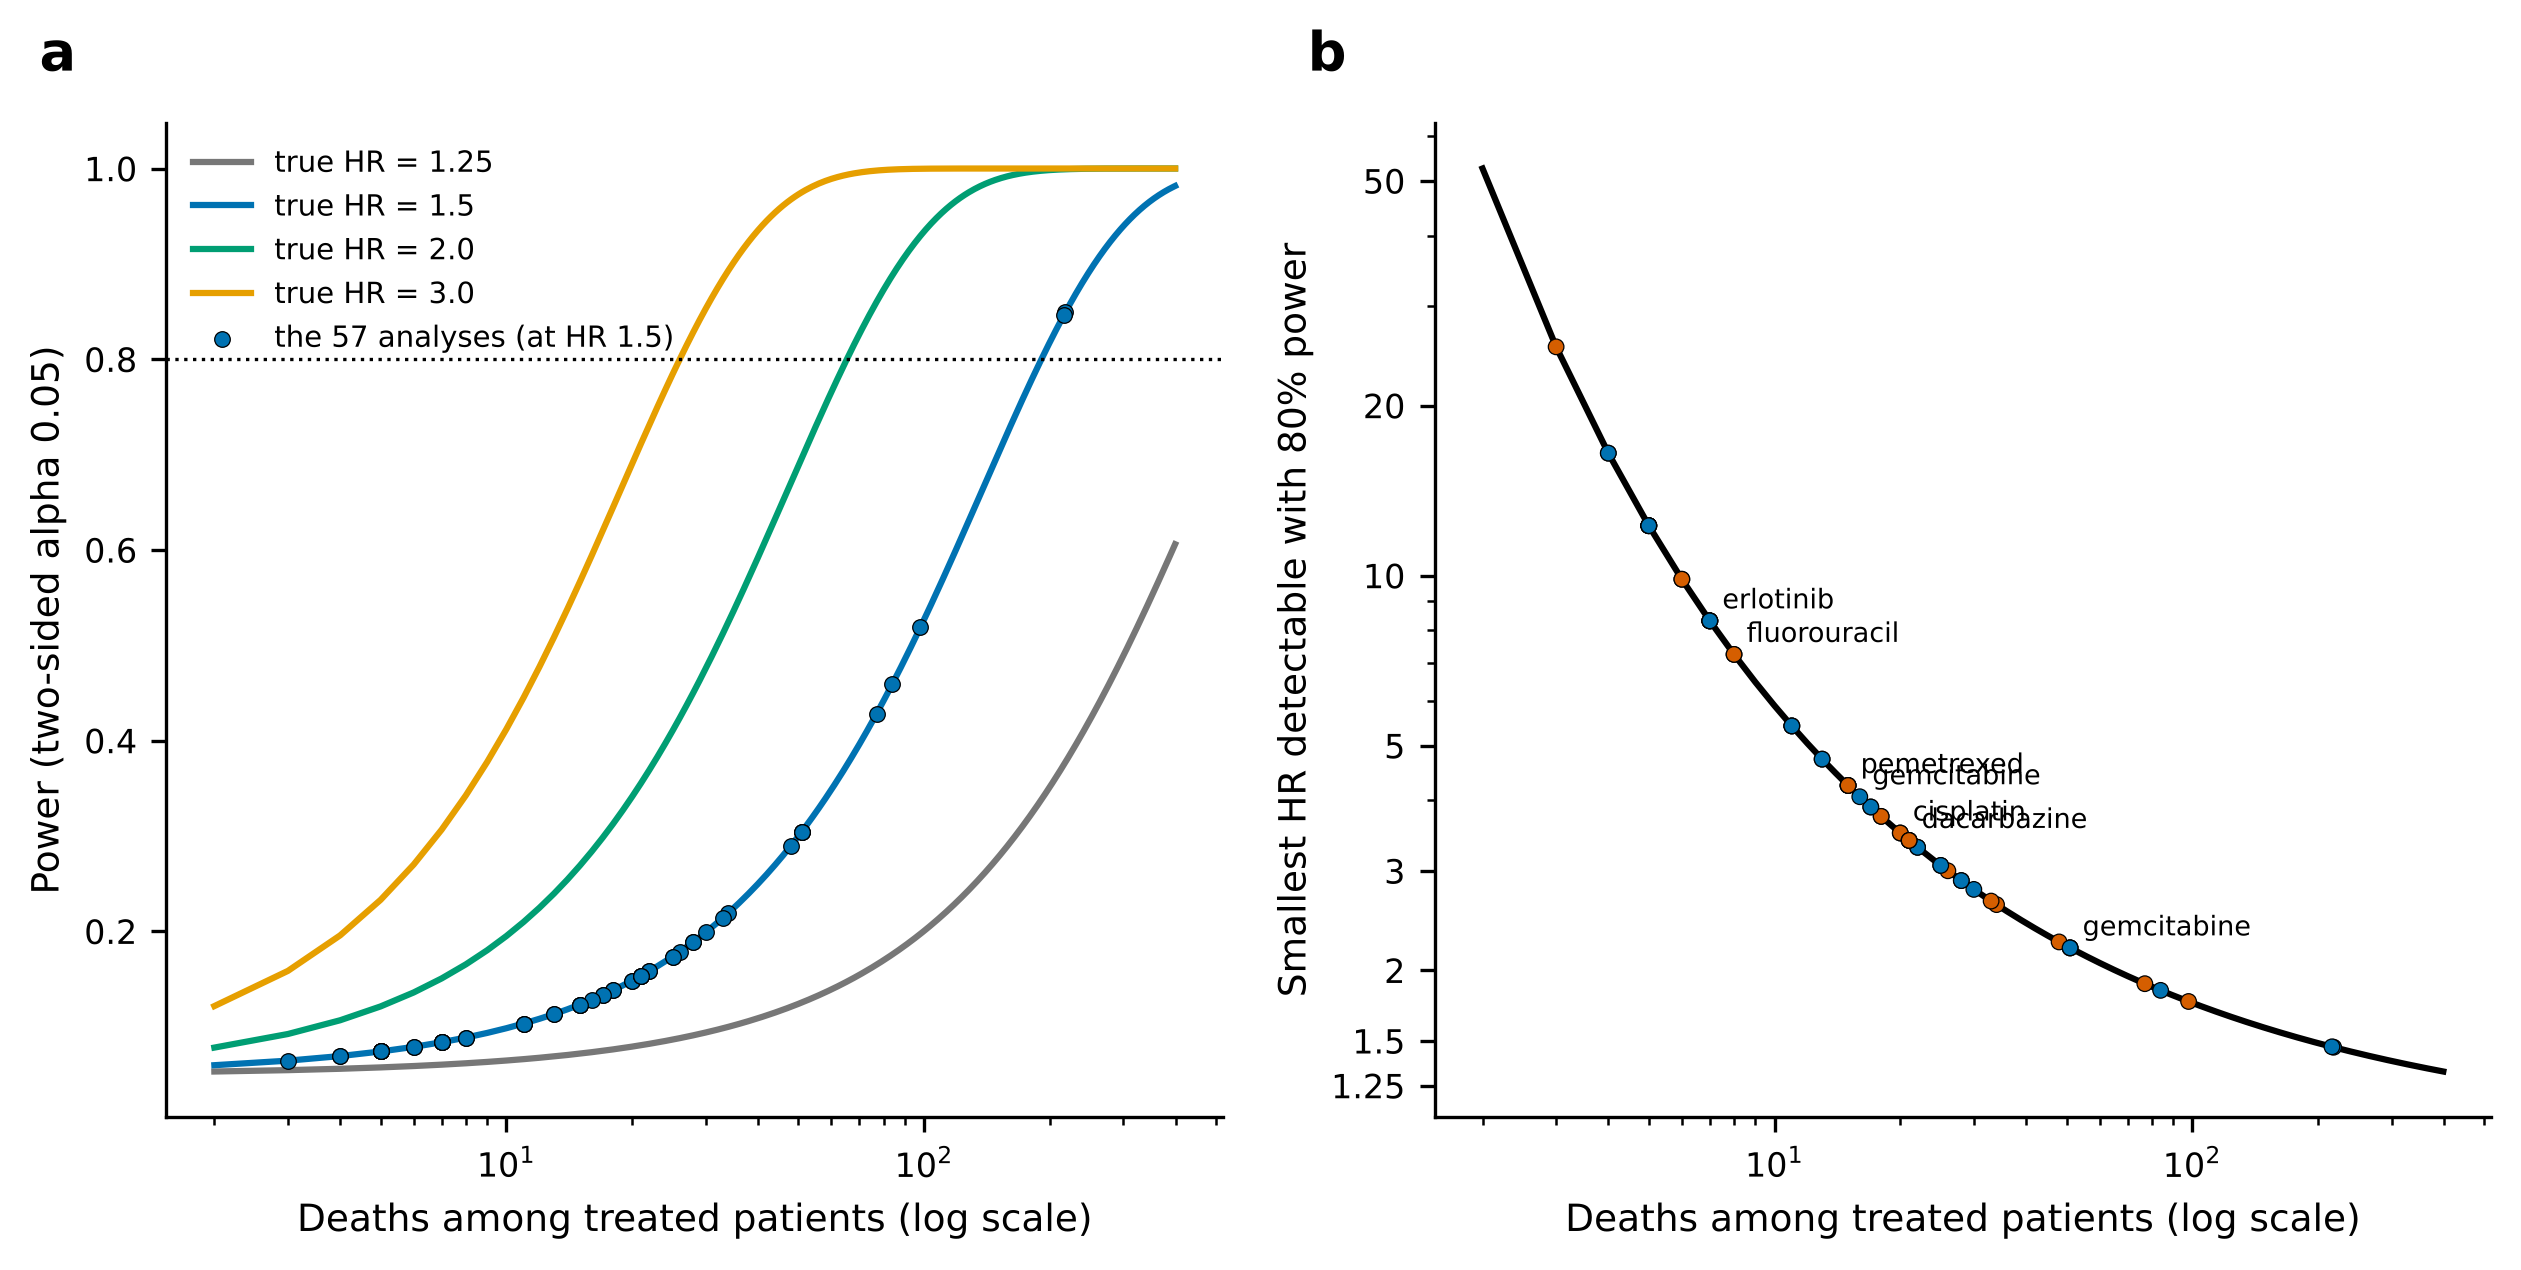 a
Power (two-sided alpha 0.05)
1.0
0.8
0.6
0.4
0.2
true HR = 1.25
true HR = 1.5
true HR = 2.0
true HR = 3.0
the 57 analyses (at HR 1.5)
10¹
10²
Deaths among treated patients (log scale)
b
Smallest HR detectable with 80% power
50
20
10
5
3
2
1.5
1.25
erlotinib
fluorouracil
pemetrexed
gemcitabine
cisplatin
dacarbazine
gemcitabine
10¹
10²
Deaths among treated patients (log scale)